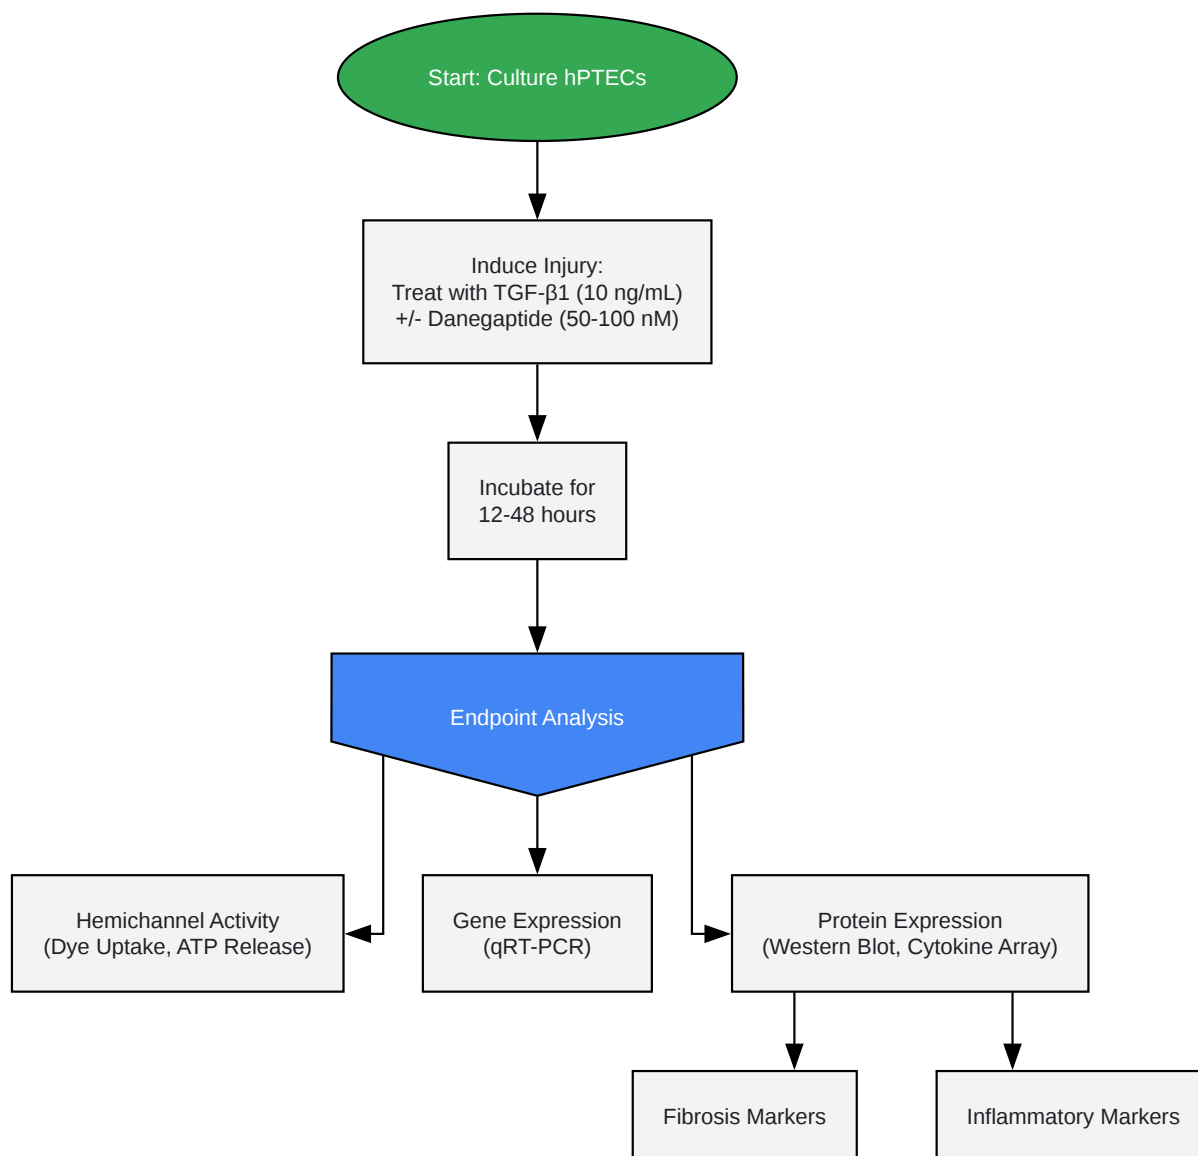 Start: Culture hPTECs
Induce Injury:
Treat with TGF-β1 (10 ng/mL)
+/- Danegaptide (50-100 nM)
Incubate for
12-48 hours
Endpoint Analysis
Hemichannel Activity
(Dye Uptake, ATP Release)
Gene Expression
(qRT-PCR)
Protein Expression
(Western Blot, Cytokine Array)
Fibrosis Markers
Inflammatory Markers